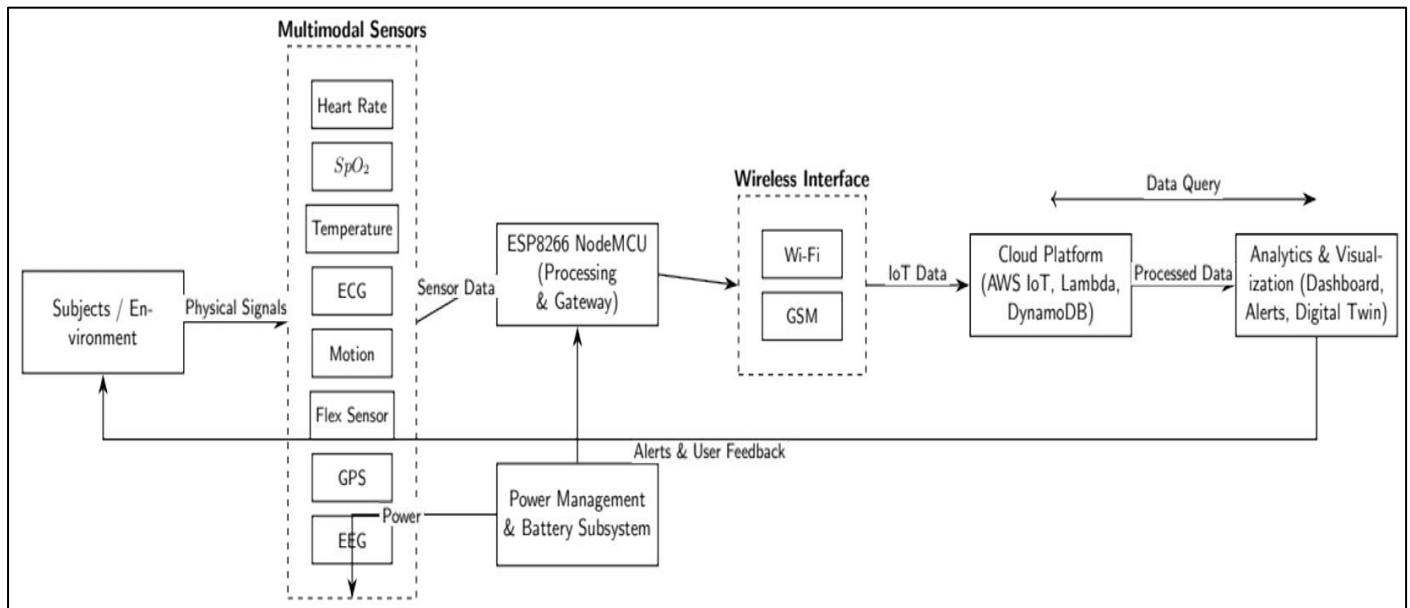 Multimodal Sensors
Heart Rate
SpO2
Temperature
ECG
Motion
Flex Sensor
GPS
EEG
Subjects / En-
vironment
Physical Signals
Sensor Data
ESP8266 NodeMCU
(Processing
& Gateway)
Wireless Interface
Wi-Fi
GSM
IoT Data
Data Query
Cloud Platform
(AWS IoT, Lambda,
DynamoDB)
Processed Data
Analytics & Visual-
ization (Dashboard,
Alerts, Digital Twin)
Alerts & User Feedback
Power
Power Management
& Battery Subsystem